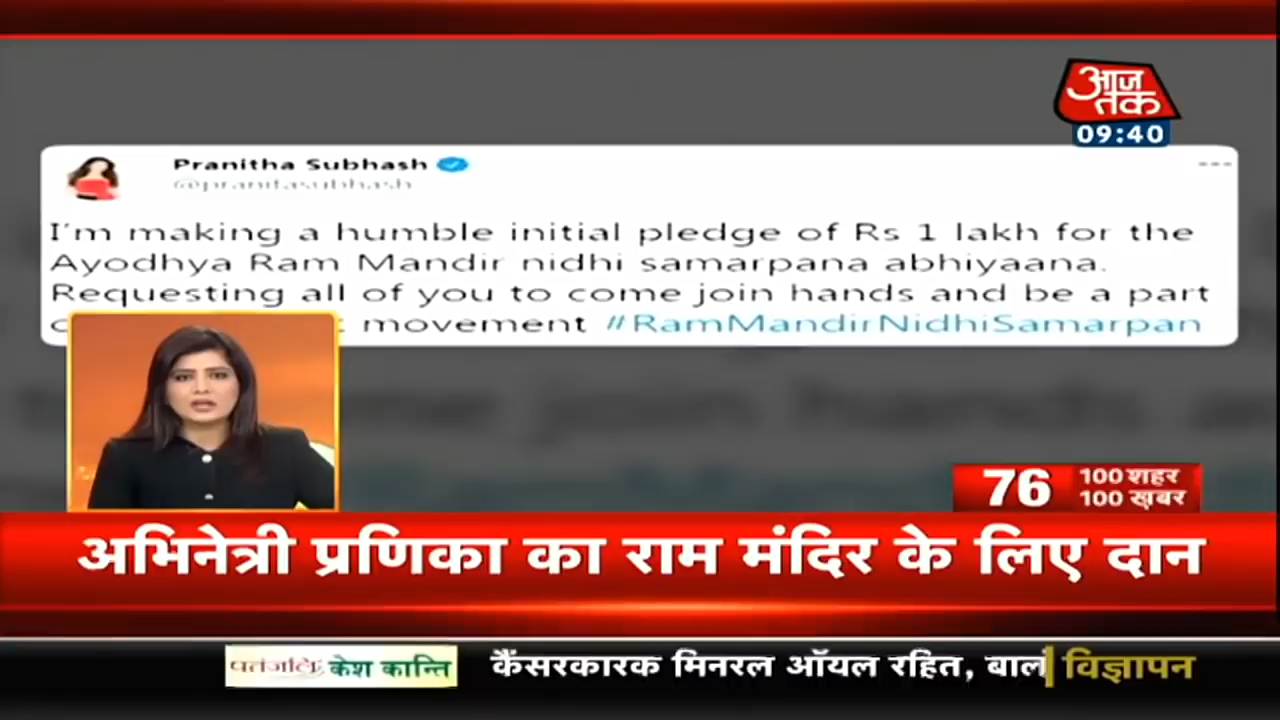 आज
तक
09:40
Pranitha Subhash
@pranitasubhash
I'm making a humble initial pledge of Rs 1 lakh for the
Ayodhya Ram Mandir nidhi samarpana abhiyaana.
Requesting all of you to come join hands and be a part
movement #RamMandirNidhiSamarpan
76
100 शहर
100 ख़बर
अभिनेत्री प्रणिका का राम मंदिर के लिए दान
पतंजलि केश कान्ति कैंसरकारक मिनरल ऑयल रहित, बाल विज्ञापन